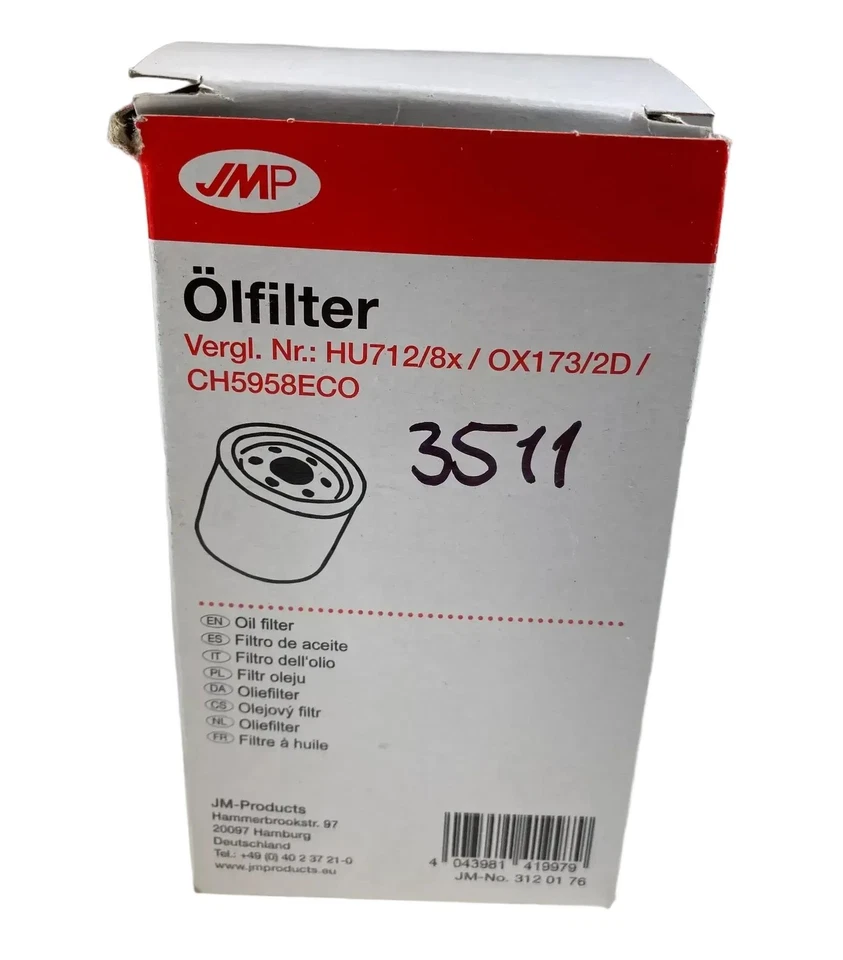 JMP
Ölfilter
Vergl. Nr.: HU712/8x / OX173/2D /
CH5958ECO
3511
EN Oil filter
ES Filtro de aceite
IT Filtro dell'olio
PL Filtr oleju
DA Oliefilter
CS Olejový filtr
NL Oliefilter
FR Filtre á huile
JM-Products
Hammerbrookstr. 97
20097 Hamburg
Deutschland
Tel.: +49 (0) 40 2 37 21-0
www.jmproducts.eu
4 043981 419979
JM-No. 312 01 76